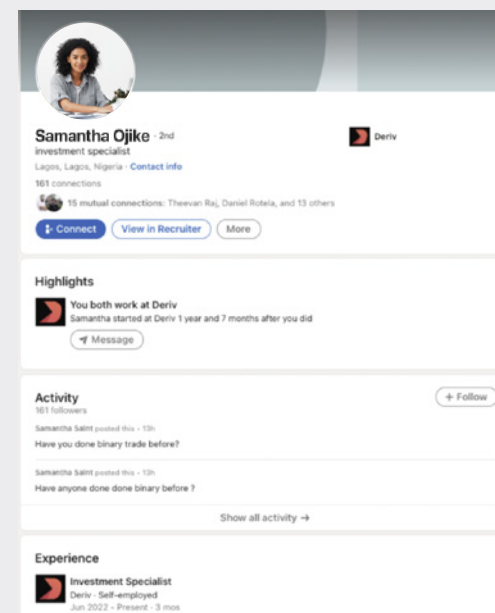 Samantha Ojike · 2nd
Deriv
investment specialist
Lagos, Lagos, Nigeria · Contact info
161 connections
15 mutual connections: Theevan Raj, Daniel Rotela, and 13 others
Connect View in Recruiter More
Highlights
You both work at Deriv
Samantha started at Deriv 1 year and 7 months after you did
Message
Activity
+ Follow
161 followers
Samantha Saint posted this • 13h
Have you done binary trade before?
Samantha Saint posted this • 13h
Have anyone done done binary before ?
Show all activity →
Experience
Investment Specialist
Deriv · Self-employed
Jun 2022 - Present · 3 mos